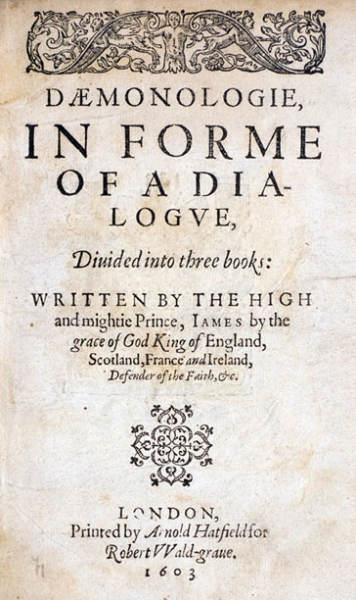 DÆMONOLOGIE,
IN FORME
OF A DIA-
LOGVE,
Diuided into three books:
WRITTEN BY THE HIGH
and mightie Prince, IAMES by the
grace of God King of England,
Scotland, France and Ireland,
Defender of the Faith, &c.
LONDON,
Printed by Arnold Hatfield for
Robert VVald-graue.
1603